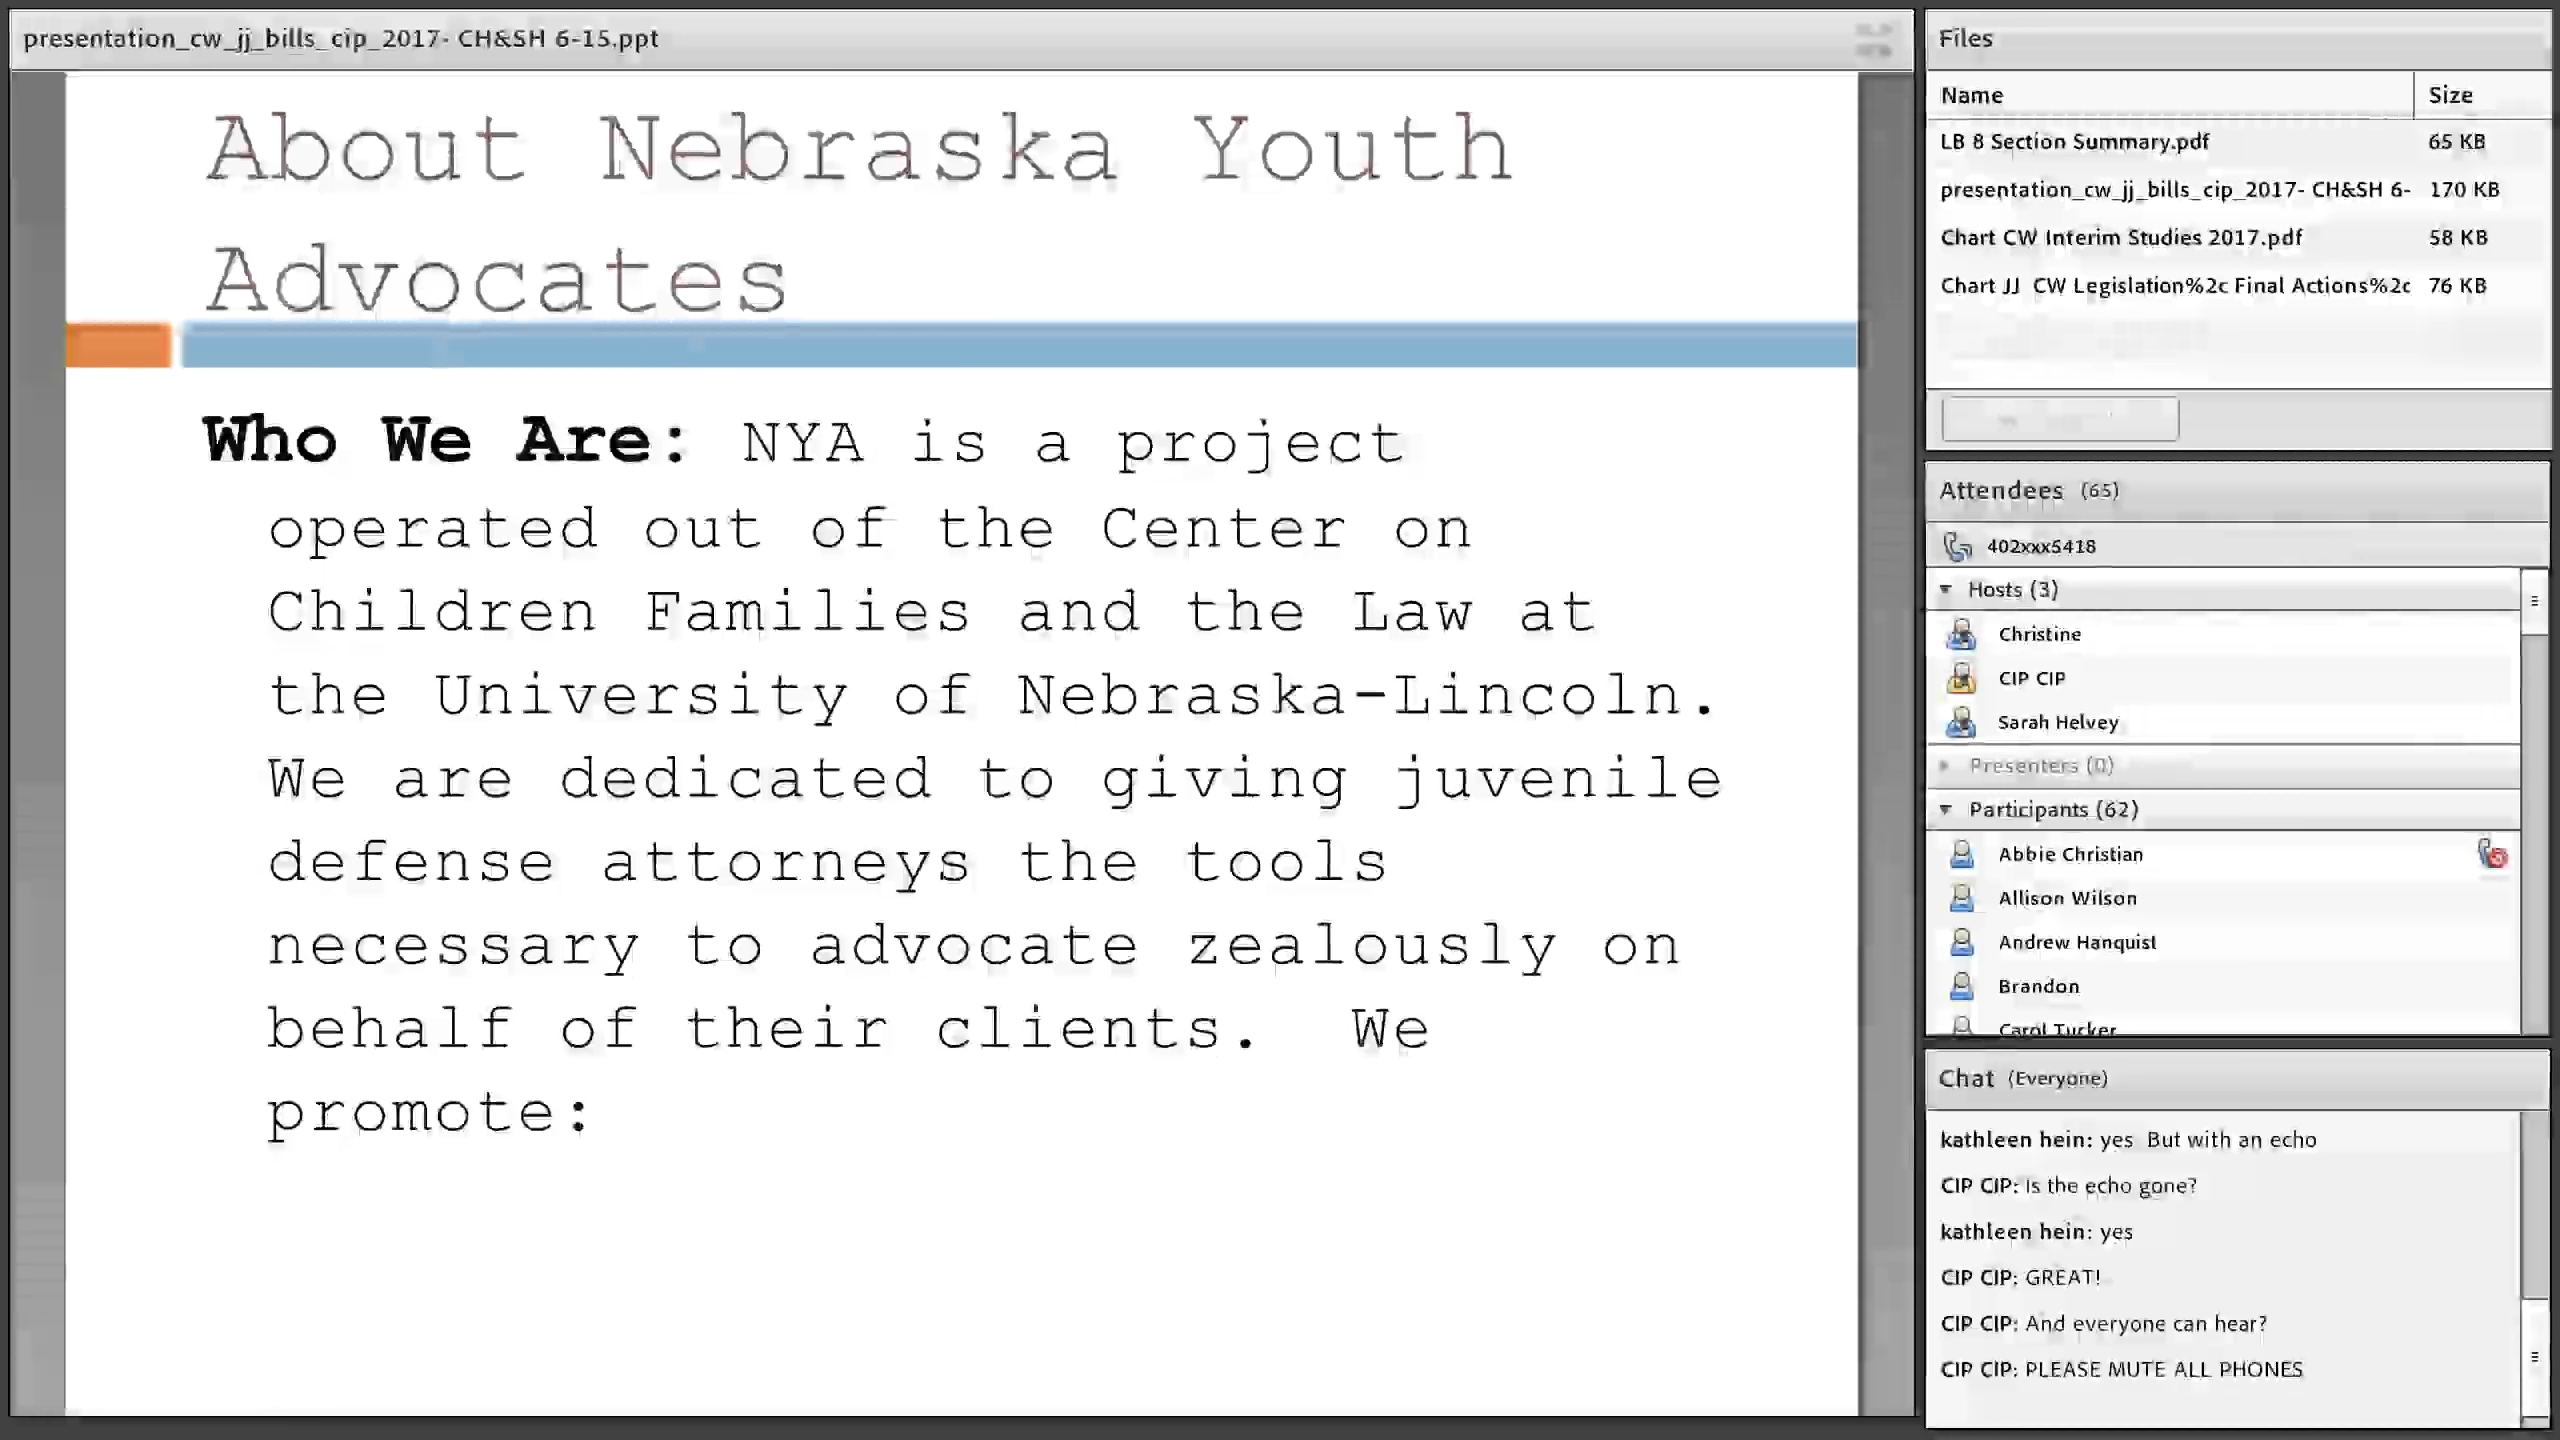 presentation_cw_jj_bills_cip_2017- CH&SH 6-15.ppt
About Nebraska Youth
Advocates
Who We Are: NYA is a project
operated out of the Center on
Children Families and the Law at
the University of Nebraska-Lincoln.
We are dedicated to giving juvenile
defense attorneys the tools
necessary to advocate zealously on
behalf of their clients.  We
promote:
Files
Name Size
LB 8 Section Summary.pdf 65 KB
presentation_cw_jj_bills_cip_2017- CH&SH 6- 170 KB
Chart CW Interim Studies 2017.pdf 58 KB
Chart JJ  CW Legislation%2c Final Actions%2c 76 KB
Attendees (65)
402xxx5418
Hosts (3)
Christine
CIP CIP
Sarah Helvey
Presenters (0)
Participants (62)
Abbie Christian
Allison Wilson
Andrew Hanquist
Brandon
Carol Tucker
Chat (Everyone)
kathleen hein: yes  But with an echo
CIP CIP: Is the echo gone?
kathleen hein: yes
CIP CIP: GREAT!
CIP CIP: And everyone can hear?
CIP CIP: PLEASE MUTE ALL PHONES